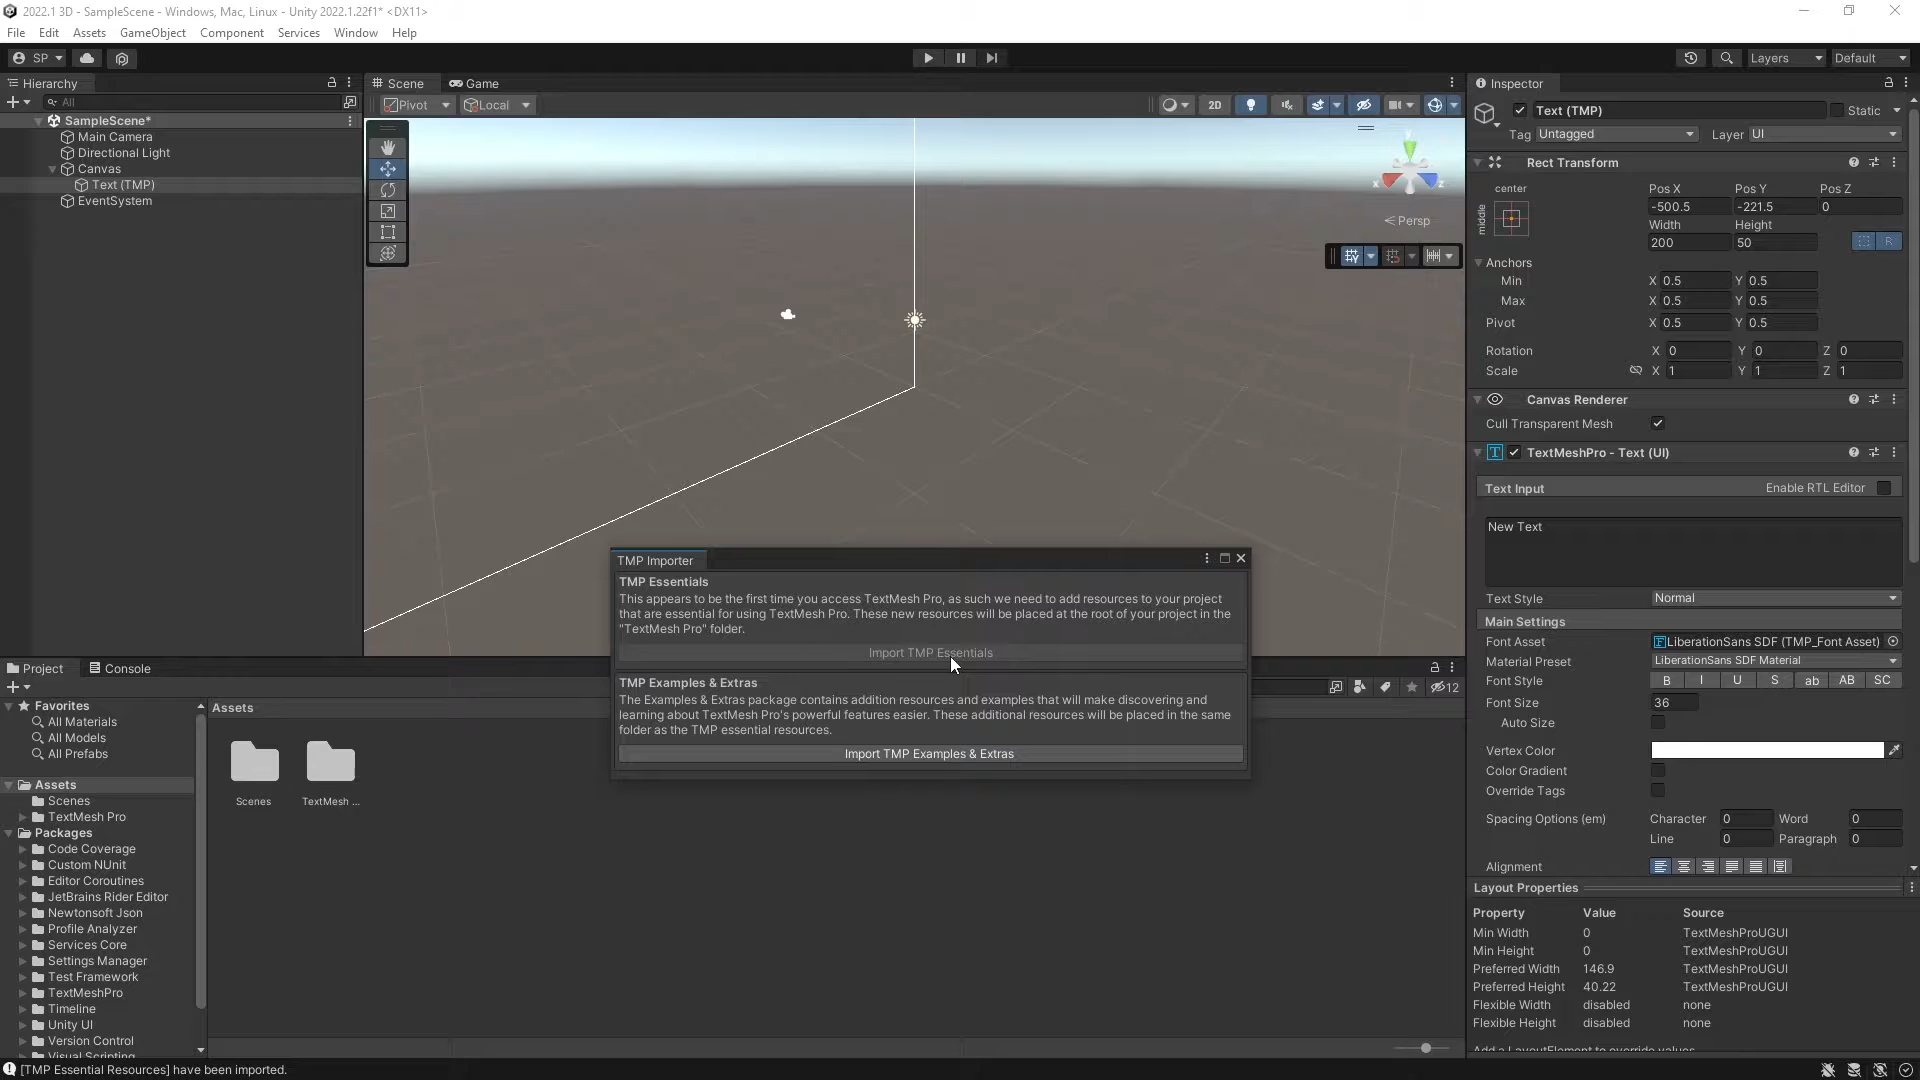 2022.1 3D - SampleScene - Windows, Mac, Linux - Unity 2022.1.22f1* <DX11>
File Edit Assets GameObject Component Services Window Help
SP Layers Default
Hierarchy
All
SampleScene*
Main Camera
Directional Light
Canvas
Text (TMP)
EventSystem
Scene Game
Pivot Local 2D
Y
X Z
Persp
TMP Importer
TMP Essentials
This appears to be the first time you access TextMesh Pro, as such we need to add resources to your project
that are essential for using TextMesh Pro. These new resources will be placed at the root of your project in the
"TextMesh Pro" folder.
Import TMP Essentials
TMP Examples & Extras
The Examples & Extras package contains addition resources and examples that will make discovering and
learning about TextMesh Pro's powerful features easier. These additional resources will be placed in the same
folder as the TMP essential resources.
Import TMP Examples & Extras
Project Console
12
Favorites
All Materials
All Models
All Prefabs
Assets
Scenes
TextMesh Pro
Packages
Code Coverage
Custom NUnit
Editor Coroutines
JetBrains Rider Editor
Newtonsoft Json
Profile Analyzer
Services Core
Settings Manager
Test Framework
TextMeshPro
Timeline
Unity UI
Version Control
Visual Scripting
Assets
Scenes TextMesh ...
Inspector
Text (TMP) Static
Tag Untagged Layer UI
Rect Transform
center
middle
Pos X Pos Y Pos Z
-500.5 -221.5 0
Width Height
200 50 R
Anchors
Min X 0.5 Y 0.5
Max X 0.5 Y 0.5
Pivot X 0.5 Y 0.5
Rotation X 0 Y 0 Z 0
Scale X 1 Y 1 Z 1
Canvas Renderer
Cull Transparent Mesh
TextMeshPro - Text (UI)
Text Input Enable RTL Editor
New Text
Text Style Normal
Main Settings
Font Asset LiberationSans SDF (TMP_Font Asset)
Material Preset LiberationSans SDF Material
Font Style B I U S ab AB SC
Font Size 36
Auto Size
Vertex Color
Color Gradient
Override Tags
Spacing Options (em) Character 0 Word 0
Line 0 Paragraph 0
Alignment
Layout Properties
Property Value Source
Min Width 0 TextMeshProUGUI
Min Height 0 TextMeshProUGUI
Preferred Width 146.9 TextMeshProUGUI
Preferred Height 40.22 TextMeshProUGUI
Flexible Width disabled none
Flexible Height disabled none
Add a LayoutElement to override values
[TMP Essential Resources] have been imported.